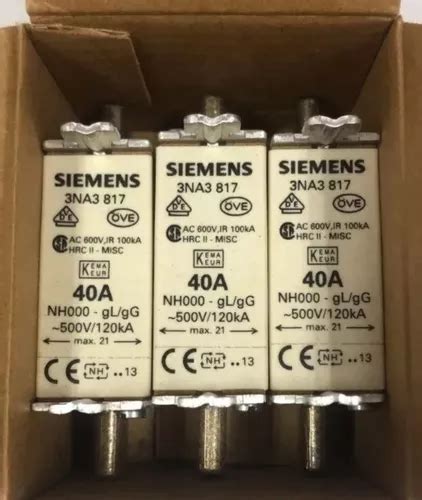 SIEMENS
3NA3 817
VDE ÖVE
AC 600V,IR 100kA
HRC II - MISC
KEMA
KEUR
40A
NH000 - gL/gG
~500V/120kA
max. 21
CE NH ..13
SIEMENS
3NA3 817
VDE ÖVE
AC 600V,IR 100kA
HRC II - MISC
KEMA
KEUR
40A
NH000 - gL/gG
~500V/120kA
max. 21
CE NH ..13
SIEMENS
3NA3 817
VDE ÖVE
AC 600V,IR 100kA
HRC II - MISC
KEMA
KEUR
40A
NH000 - gL/gG
~500V/120kA
max. 21
CE NH ..13